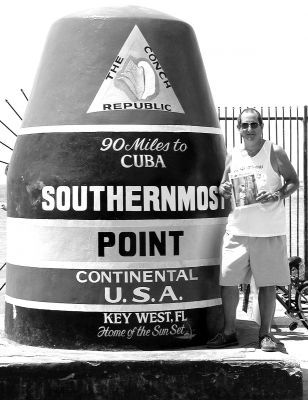 THE CONCH
REPUBLIC
90 Miles to
CUBA
SOUTHERNMOST
POINT
CONTINENTAL
U.S.A.
KEY WEST, FL
Home of the Sun Set